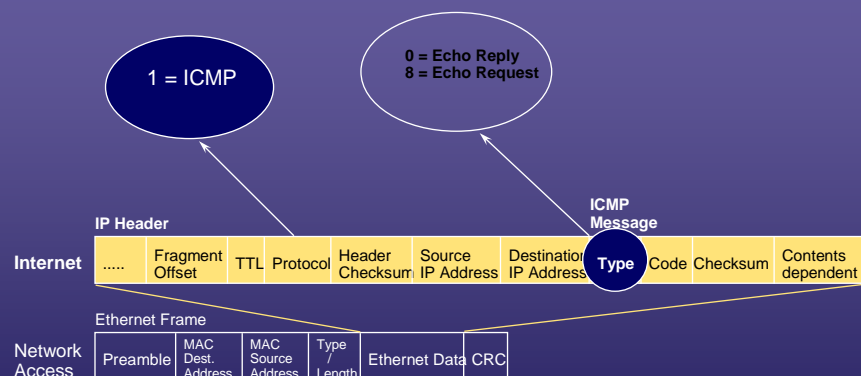 1 = ICMP
0 = Echo Reply
8 = Echo Request
ICMP
Message
IP Header
Internet
.....
Fragment
Offset
TTL
Protocol
Header
Checksum
Source
IP Address
Destination
IP Address
Type
Code
Checksum
Contents
dependent
Ethernet Frame
Network
Access
Preamble
MAC
Dest.
Address
MAC
Source
Address
Type
/
Length
Ethernet Data
CRC